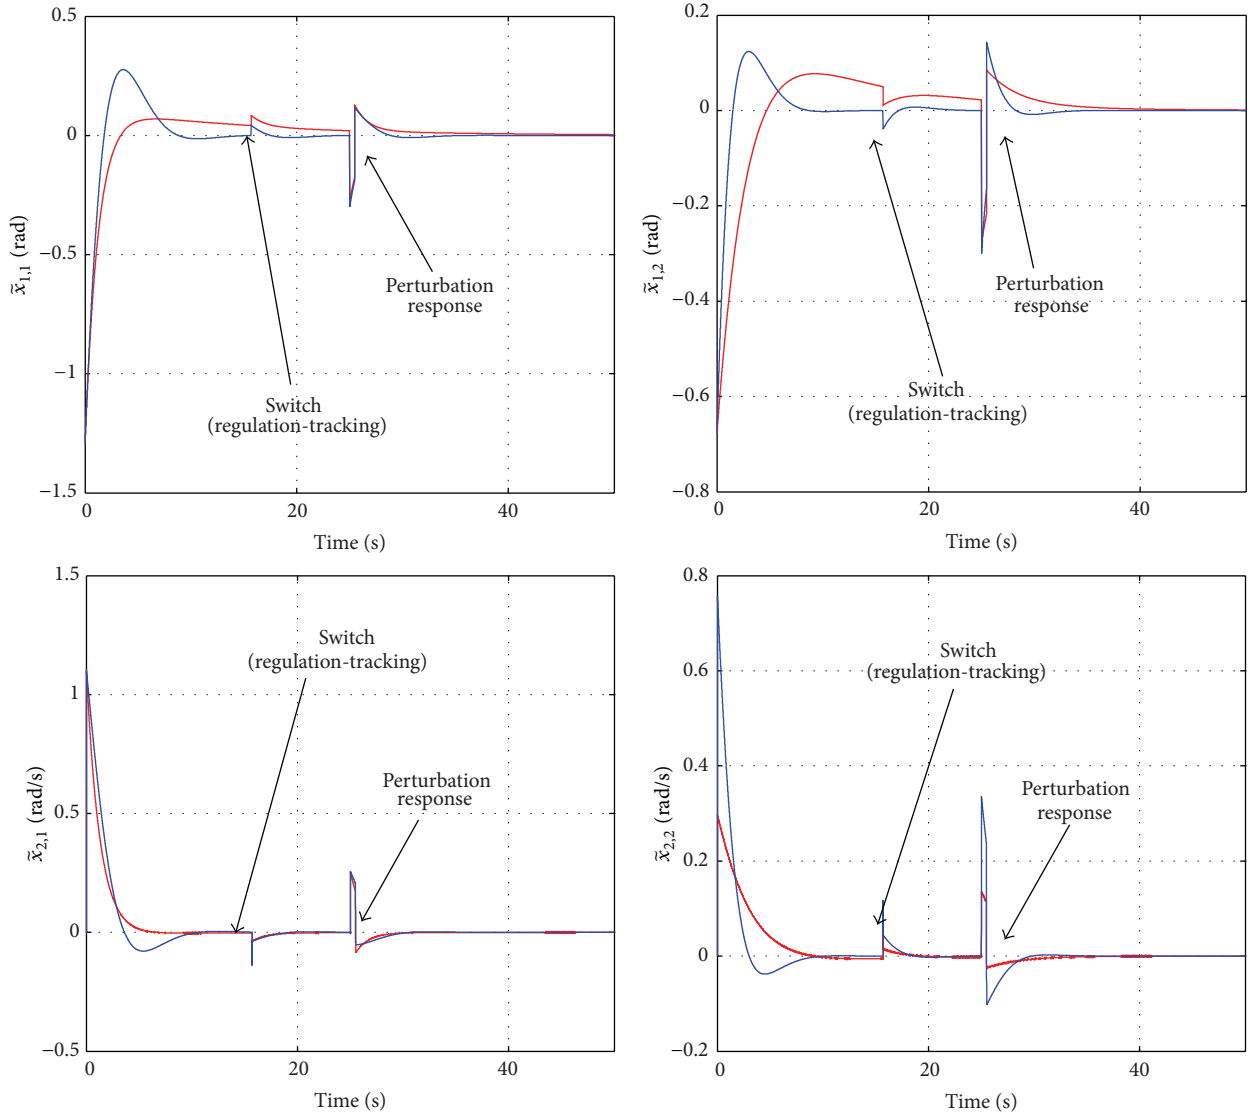 0.5
0
−0.5
−1
−1.5
x̃1,1 (rad)
0 20 40
Time (s)
Perturbation
response
Switch
(regulation-tracking)
0.2
0
−0.2
−0.4
−0.6
−0.8
x̃1,2 (rad)
0 20 40
Time (s)
Perturbation
response
Switch
(regulation-tracking)
1.5
1
0.5
0
−0.5
x̃2,1 (rad/s)
0 20 40
Time (s)
Switch
(regulation-tracking)
Perturbation
response
0.8
0.6
0.4
0.2
0
−0.2
x̃2,2 (rad/s)
0 20 40
Time (s)
Switch
(regulation-tracking)
Perturbation
response